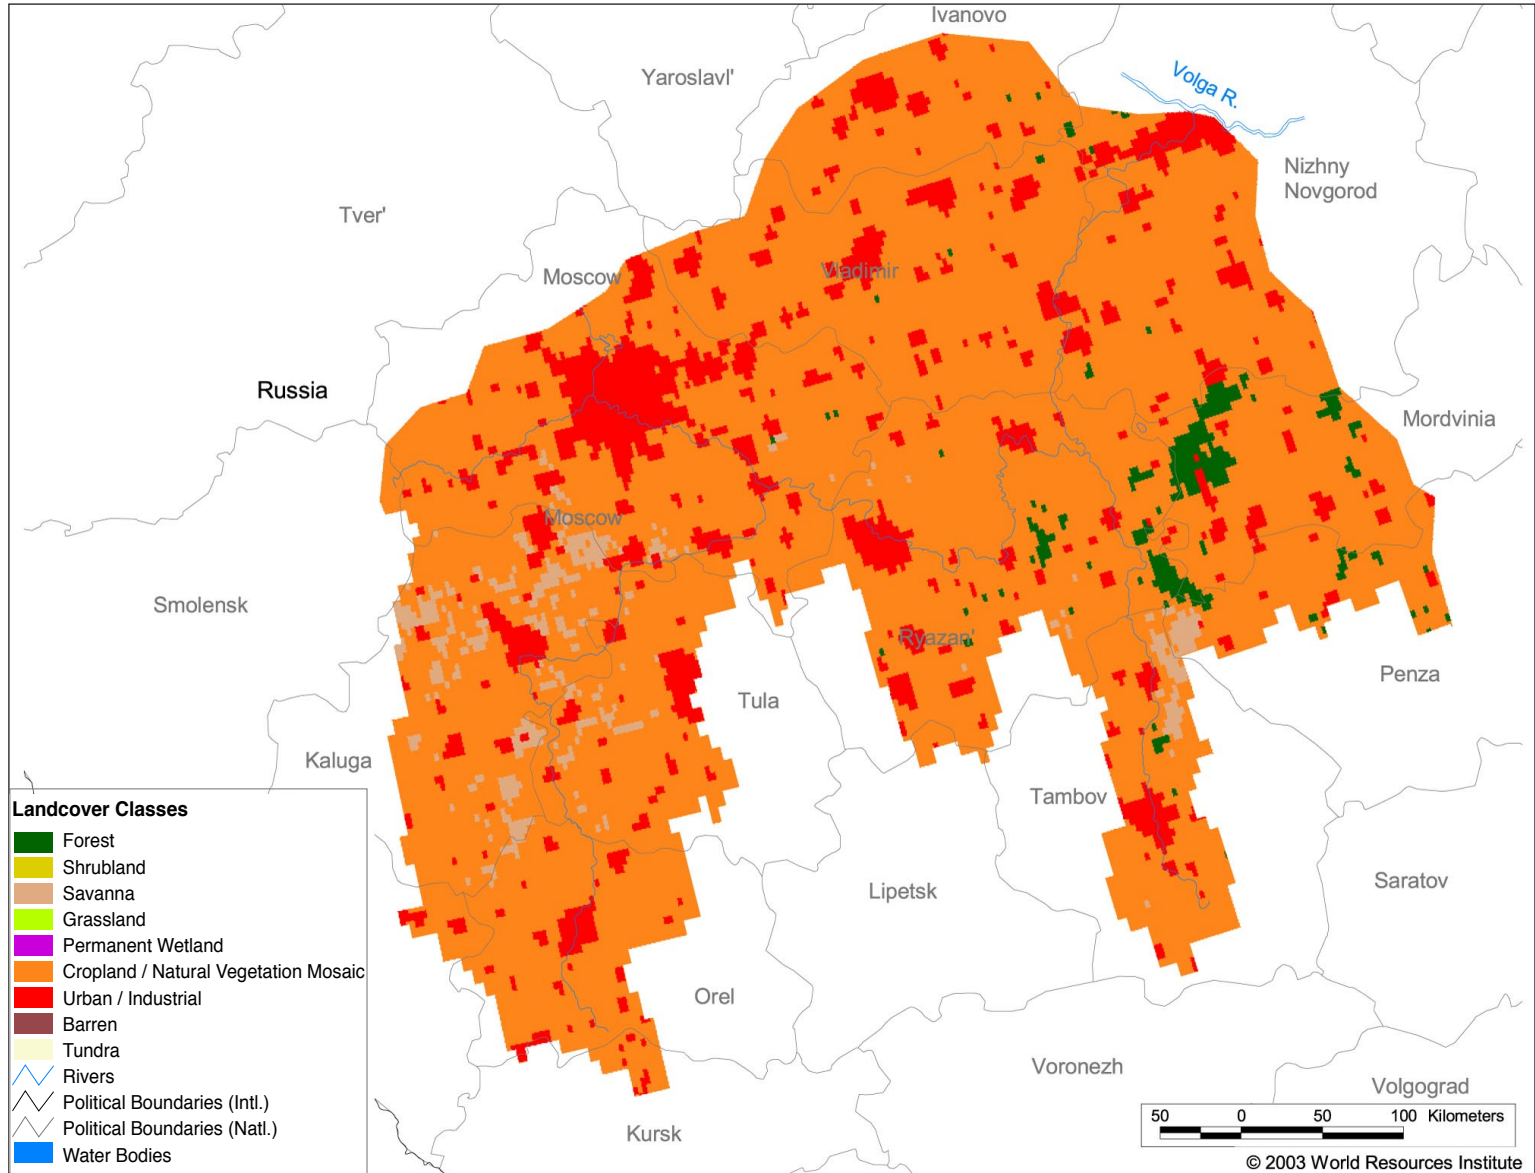 Ivanovo
Yaroslavl'
Volga R.
Nizhny
Novgorod
Tver'
Moscow
Vladimir
Russia
Mordvinia
Moscow
Smolensk
Ryazan'
Penza
Tula
Kaluga
Tambov
Lipetsk
Saratov
Orel
Voronezh
Volgograd
Kursk
Landcover Classes
Forest
Shrubland
Savanna
Grassland
Permanent Wetland
Cropland / Natural Vegetation Mosaic
Urban / Industrial
Barren
Tundra
Rivers
Political Boundaries (Intl.)
Political Boundaries (Natl.)
Water Bodies
50 0 50 100 Kilometers
© 2003 World Resources Institute